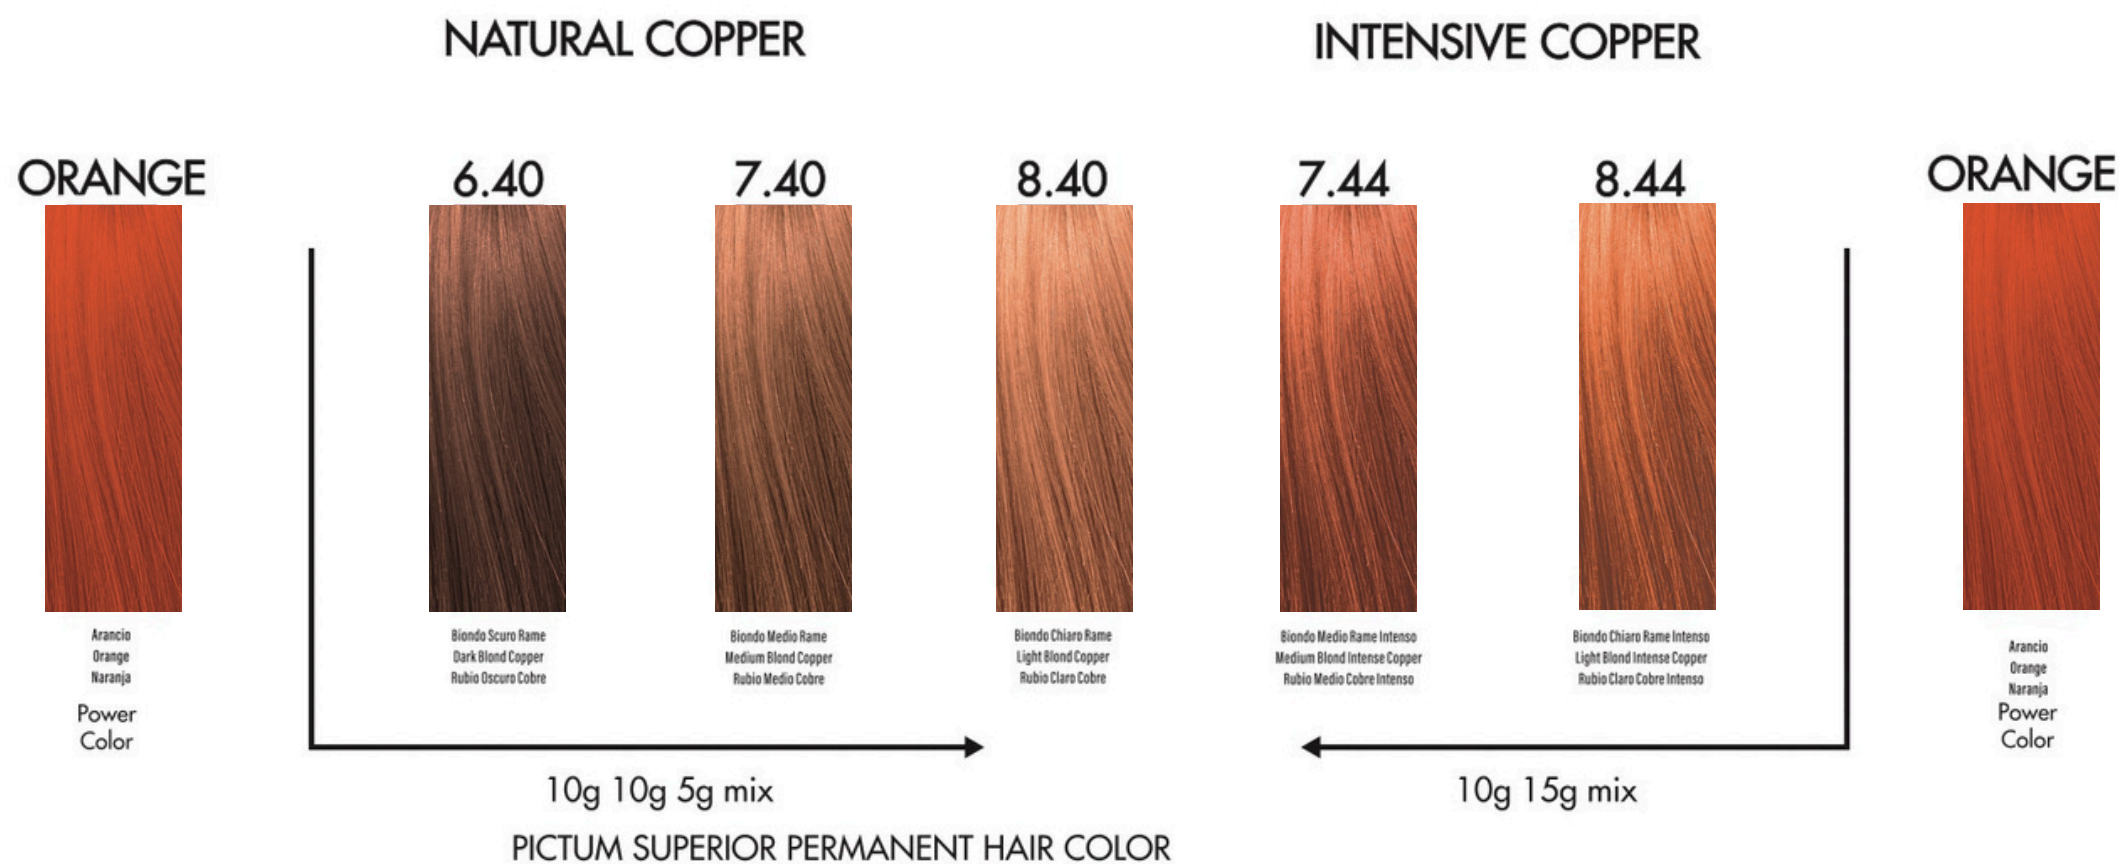 NATURAL COPPER
INTENSIVE COPPER
ORANGE
6.40
7.40
8.40
7.44
8.44
ORANGE
Arancio
Orange
Naranja
Power
Color
Biondo Scuro Rame
Dark Blond Copper
Rubio Oscuro Cobre
Biondo Medio Rame
Medium Blond Copper
Rubio Medio Cobre
Biondo Chiaro Rame
Light Blond Copper
Rubio Claro Cobre
Biondo Medio Rame Intenso
Medium Blond Intense Copper
Rubio Medio Cobre Intenso
Biondo Chiaro Rame Intenso
Light Blond Intense Copper
Rubio Claro Cobre Intenso
Arancio
Orange
Naranja
Power
Color
10g 10g 5g mix
10g 15g mix
PICTUM SUPERIOR PERMANENT HAIR COLOR